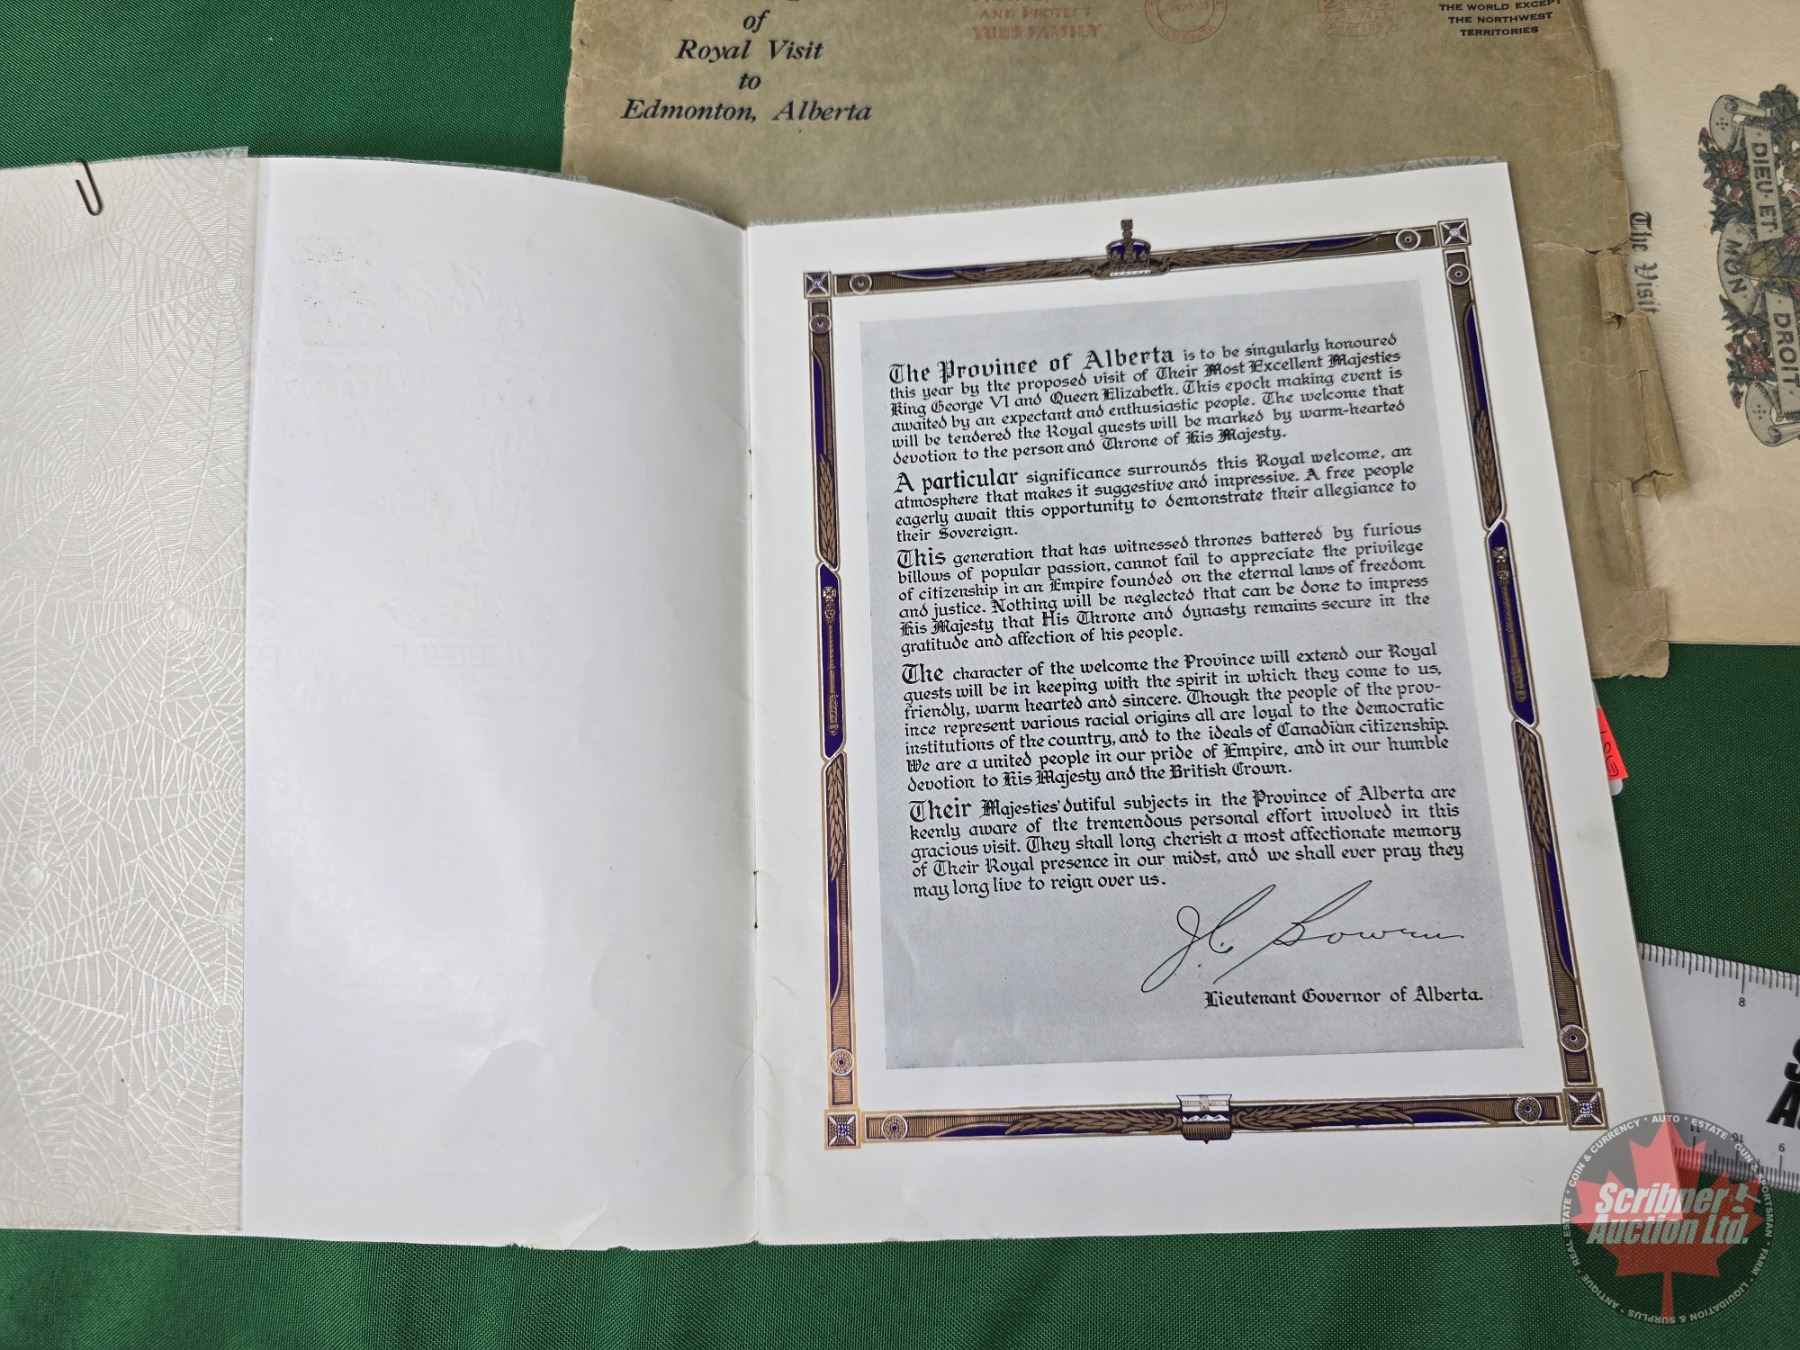 of
Royal Visit
to
Edmonton, Alberta
AND PROTECT
YOUR FAMILY
THE WORLD EXCEPT
THE NORTHWEST
TERRITORIES
The Visit
DIEU · ET
MON
DROIT
The Province of Alberta is to be singularly honoured
this year by the proposed visit of Their Most Excellent Majesties
King George VI and Queen Elizabeth. This epoch making event is
awaited by an expectant and enthusiastic people. The welcome that
will be tendered the Royal guests will be marked by warm-hearted
devotion to the person and Throne of His Majesty.
A particular significance surrounds this Royal welcome, an
atmosphere that makes it suggestive and impressive. A free people
eagerly await this opportunity to demonstrate their allegiance to
their Sovereign.
This generation that has witnessed thrones battered by furious
billows of popular passion, cannot fail to appreciate the privilege
of citizenship in an Empire founded on the eternal laws of freedom
and justice. Nothing will be neglected that can be done to impress
His Majesty that His Throne and dynasty remains secure in the
gratitude and affection of his people.
The character of the welcome the Province will extend our Royal
guests will be in keeping with the spirit in which they come to us,
friendly, warm hearted and sincere. Though the people of the prov-
ince represent various racial origins all are loyal to the democratic
institutions of the country, and to the ideals of Canadian citizenship.
We are a united people in our pride of Empire, and in our humble
devotion to His Majesty and the British Crown.
Their Majesties' dutiful subjects in the Province of Alberta are
keenly aware of the tremendous personal effort involved in this
gracious visit. They shall long cherish a most affectionate memory
of Their Royal presence in our midst, and we shall ever pray they
may long live to reign over us.
J.C. Bowen
Lieutenant Governor of Alberta.
8
11 10 9
Scribner
Auction Ltd.
ANTIQUE · REAL ESTATE · COIN & CURRENCY · AUTO · ESTATE · GUN & SPORTSMAN · FARM · LIQUIDATION & SURPLUS